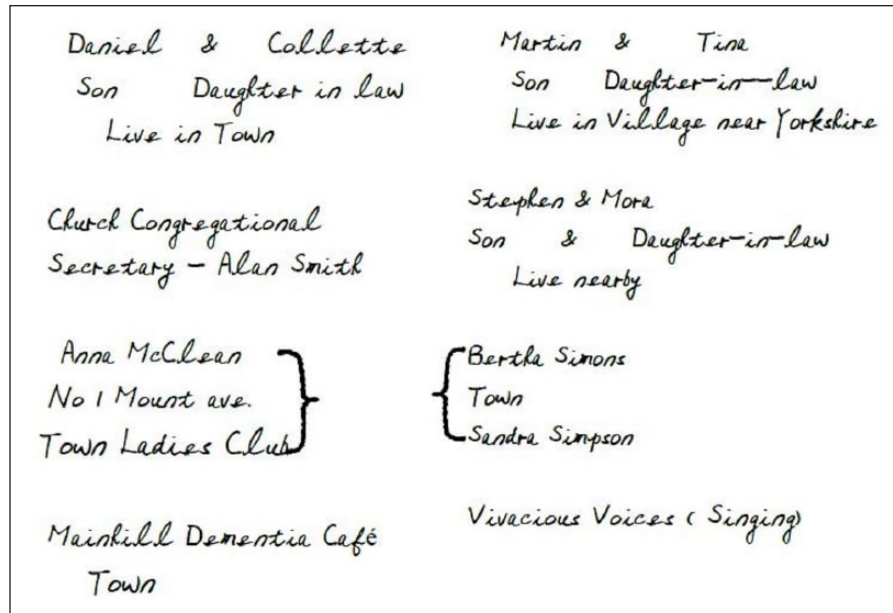 Daniel & Collette
Son Daughter in law
Live in Town
Martin & Tina
Son Daughter-in-law
Live in Village near Yorkshire
Church Congregational
Secretary - Alan Smith
Stephen & Mora
Son & Daughter-in-law
Live nearby
Anna McClean
No 1 Mount ave.
Town Ladies Club
Bertha Simons
Town
Sandra Simpson
Mainhill Dementia Café
Town
Vivacious Voices (Singing)